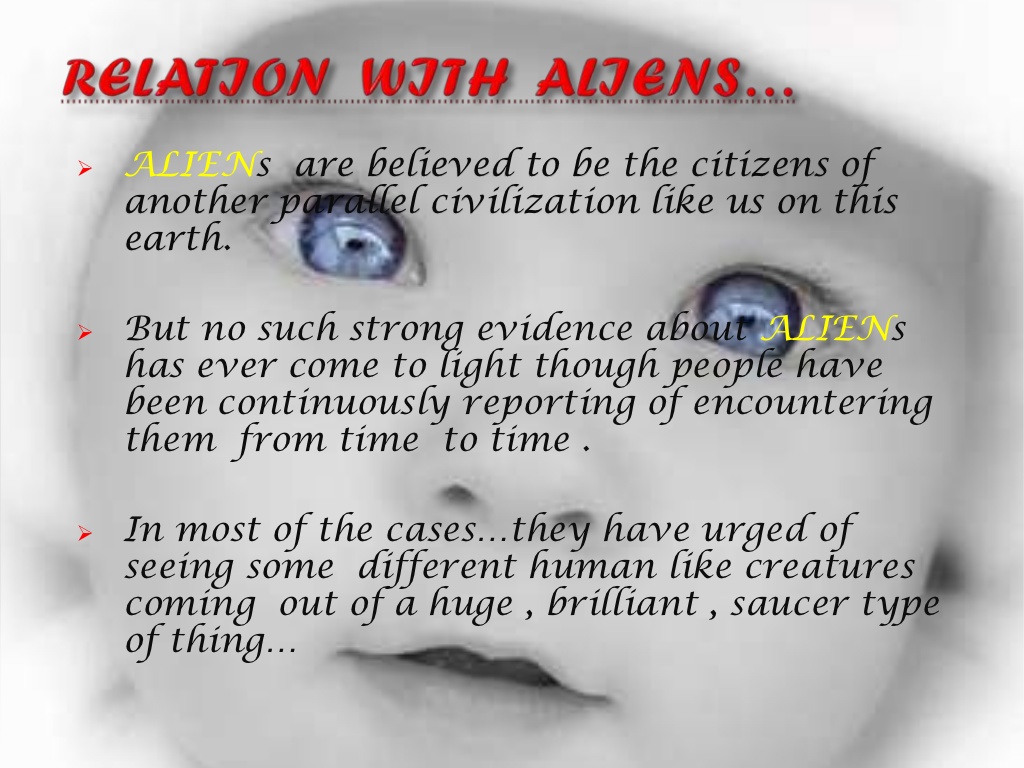 RELATION WITH ALIENS...
ALIENs are believed to be the citizens of
another parallel civilization like us on this
earth.
But no such strong evidence about ALIENs
has ever come to light though people have
been continuously reporting of encountering
them from time to time .
In most of the cases...they have urged of
seeing some different human like creatures
coming out of a huge , brilliant , saucer type
of thing...